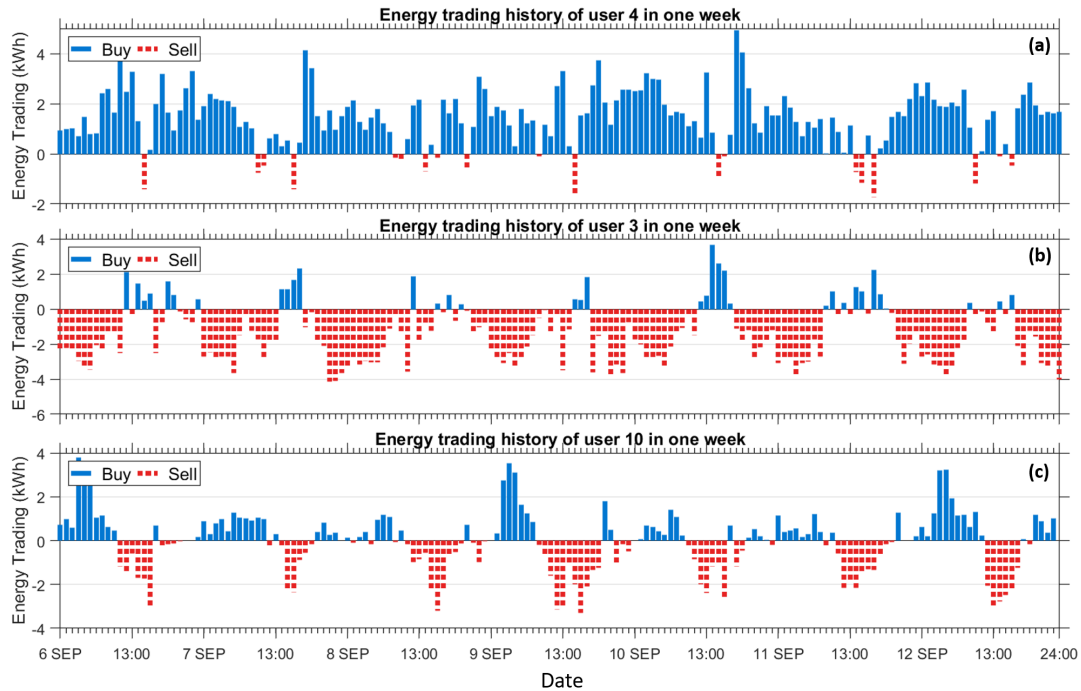 Energy trading history of user 4 in one week
(a)
Buy Sell
Energy Trading (kWh)
4
2
0
-2
Energy trading history of user 3 in one week
(b)
Buy Sell
Energy Trading (kWh)
4
2
0
-2
-4
-6
Energy trading history of user 10 in one week
(c)
Buy Sell
Energy Trading (kWh)
4
2
0
-2
-4
6 SEP 13:00 7 SEP 13:00 8 SEP 13:00 9 SEP 13:00 10 SEP 13:00 11 SEP 13:00 12 SEP 13:00 24:00
Date